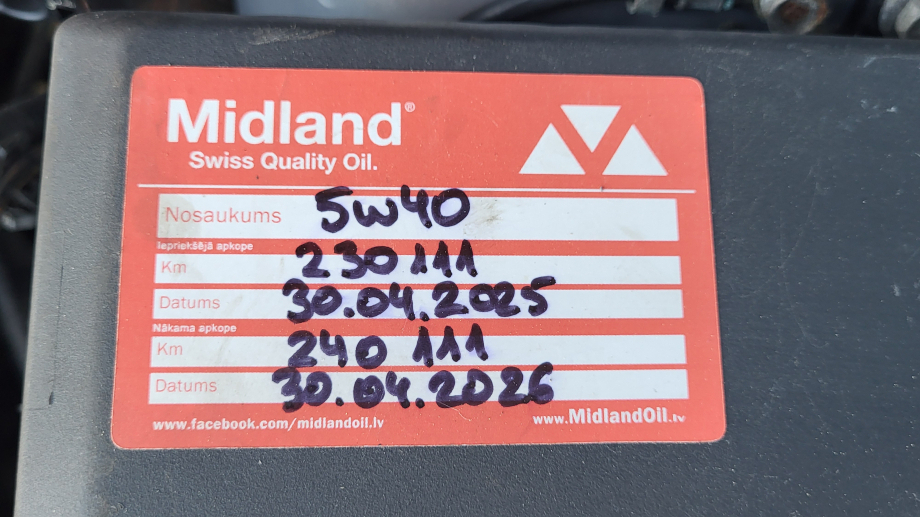 Midland®
Swiss Quality Oil.
Nosaukums 5w40
Iepriekšējā apkope
Km 230 111
Datums 30.04.2025
Nākama apkope
Km 240 111
Datums 30.04.2026
www.facebook.com/midlandoil.lv www.MidlandOil.lv